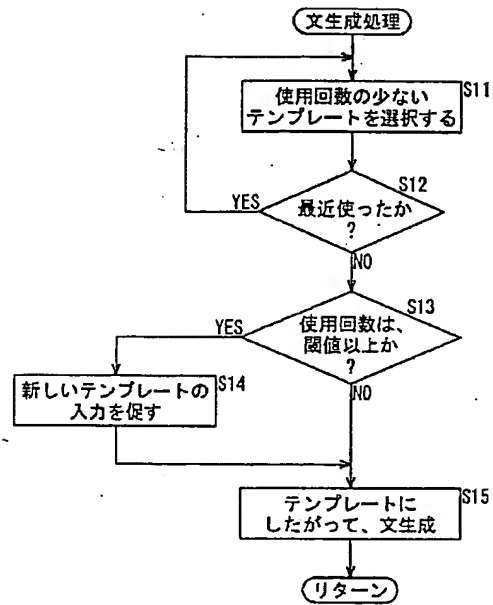 文生成処理
使用回数の少ない
テンプレートを選択する
S11
最近使ったか
?
S12
YES
NO
使用回数は、
閾値以上か
?
S13
YES
NO
新しいテンプレートの
入力を促す
S14
テンプレートに
したがって、文生成
S15
リターン